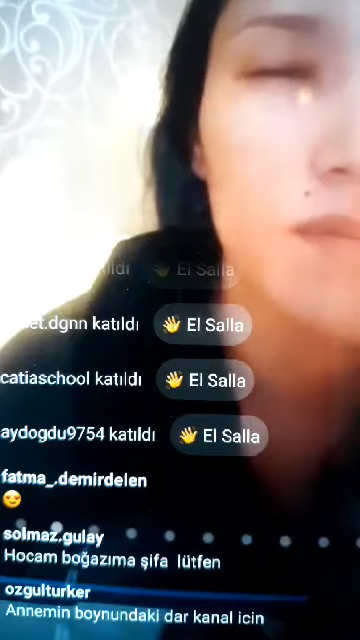 ıldı 👋 El Salla
et.dgnn katıldı 👋 El Salla
catiaschool katıldı 👋 El Salla
aydogdu9754 katıldı 👋 El Salla
fatma_.demirdelen
😍
solmaz.gulay
Hocam boğazıma şifa lütfen
ozgulturker
Annemin boynundaki dar kanal icin